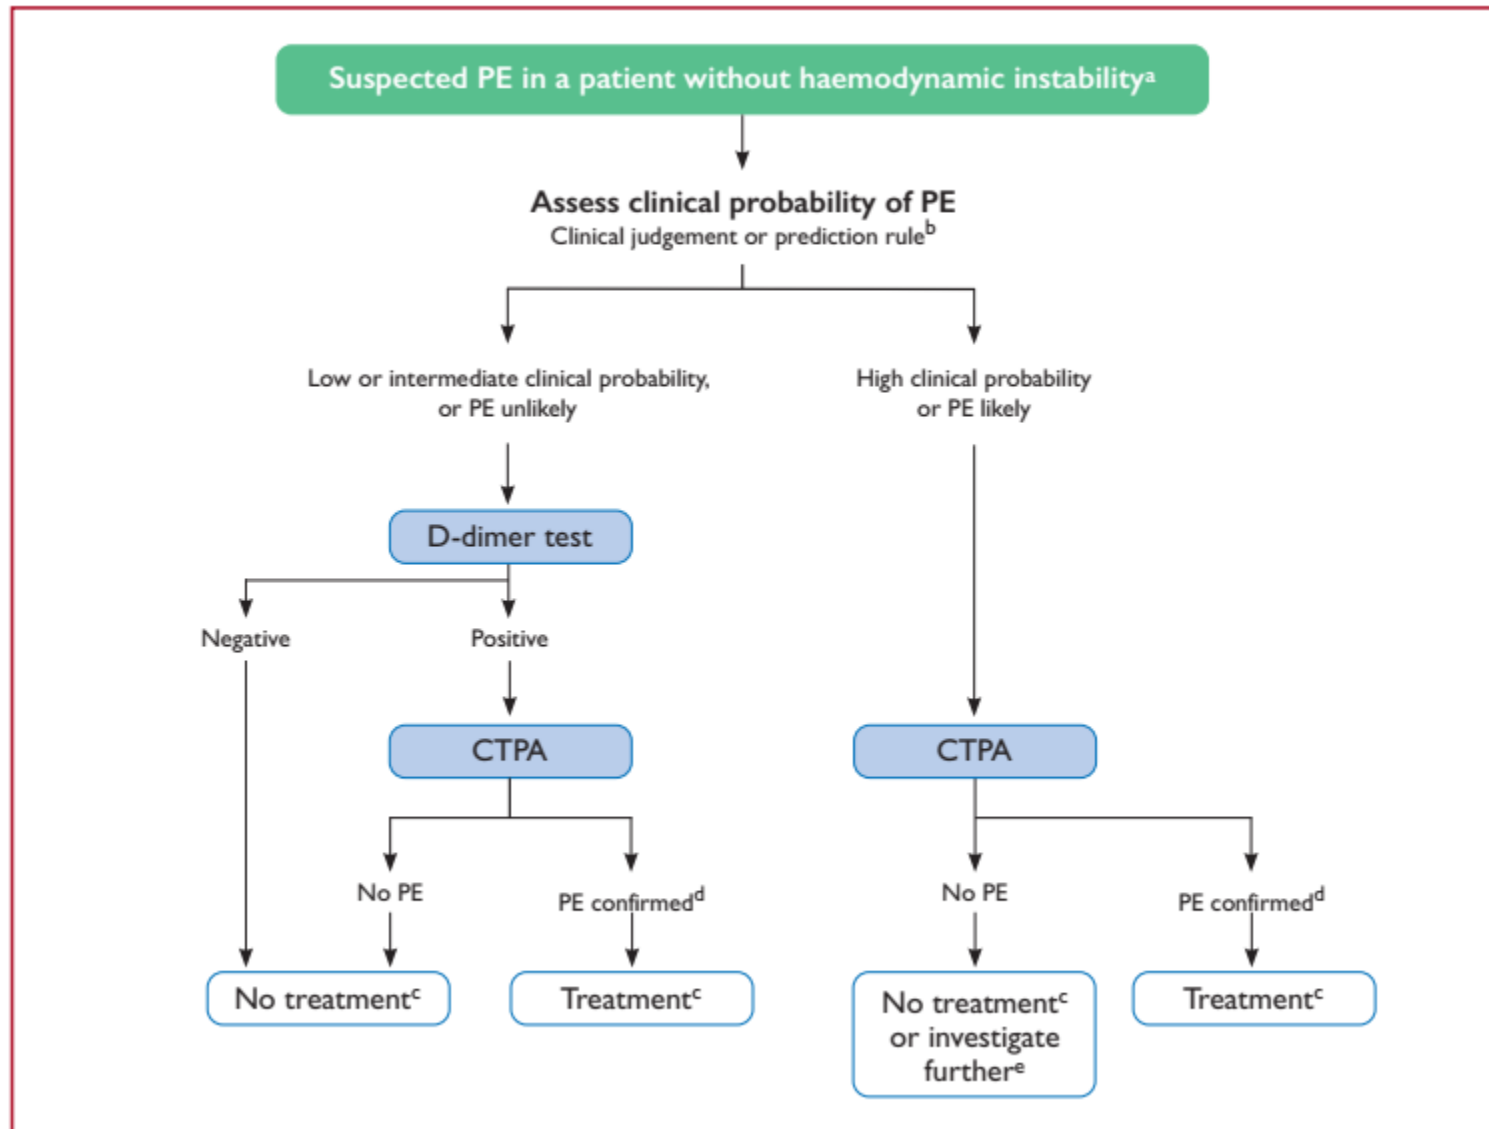 Suspected PE in a patient without haemodynamic instabilityᵃ
Assess clinical probability of PE
Clinical judgement or prediction ruleᵇ
Low or intermediate clinical probability,
or PE unlikely
High clinical probability
or PE likely
D-dimer test
Negative
Positive
CTPA
CTPA
No PE
PE confirmedᵈ
No PE
PE confirmedᵈ
No treatmentᶜ
Treatmentᶜ
No treatmentᶜ
or investigate
furtherᵉ
Treatmentᶜ